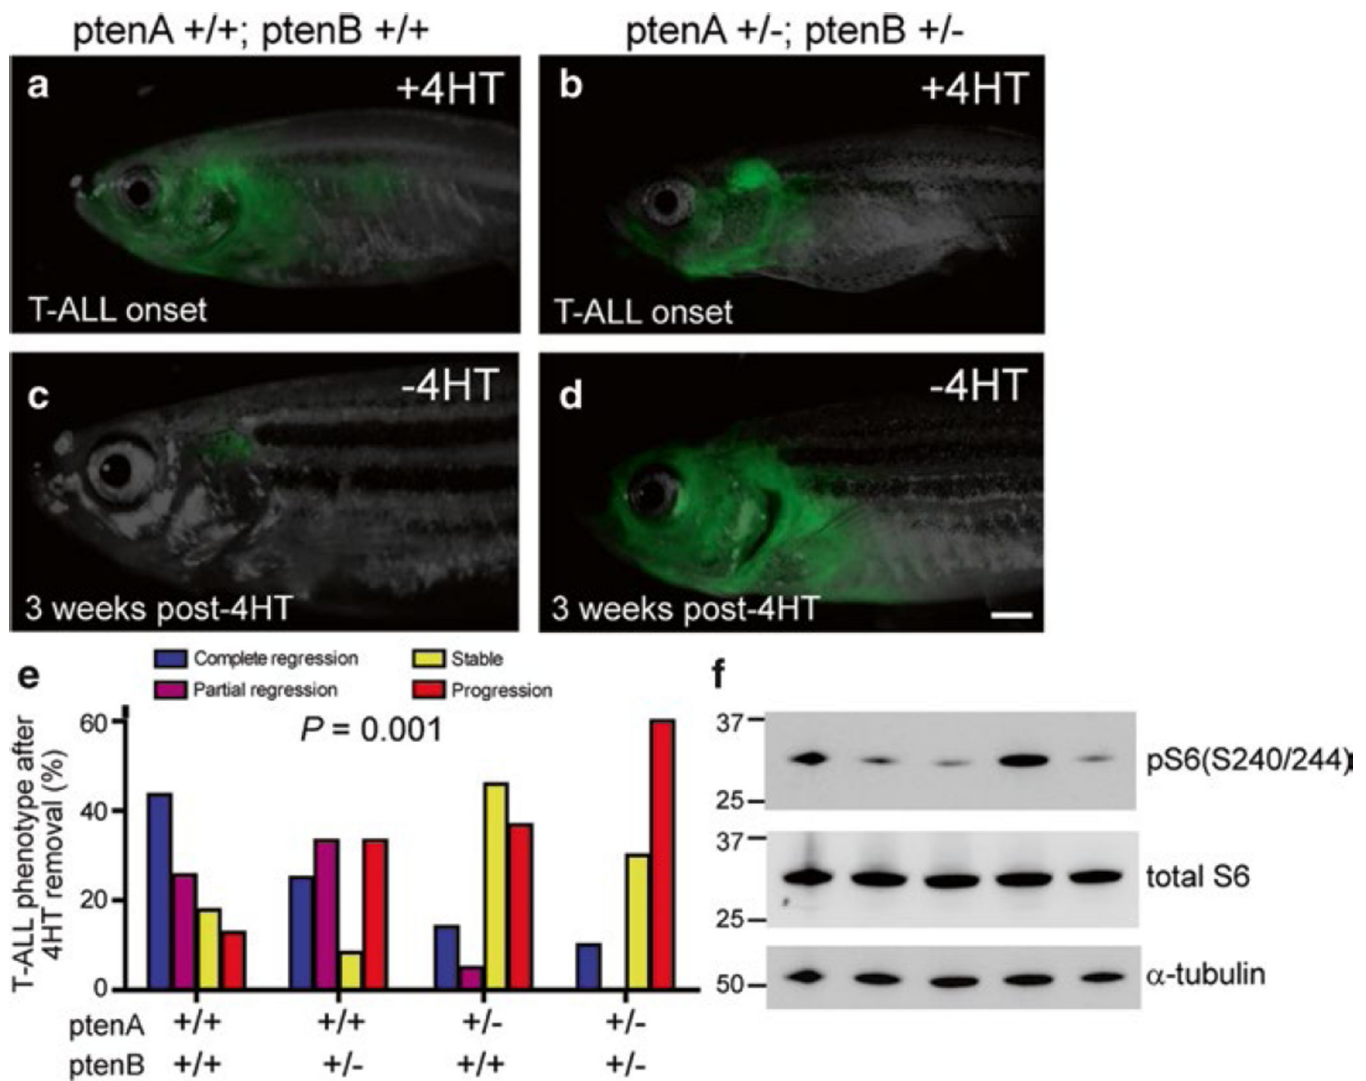 ptenA +/+; ptenB +/+
ptenA +/-; ptenB +/-
a
+4HT
T-ALL onset
b
+4HT
T-ALL onset
c
-4HT
3 weeks post-4HT
d
-4HT
3 weeks post-4HT
e
Complete regression
Partial regression
Stable
Progression
P = 0.001
T-ALL phenotype after
4HT removal (%)
60
40
20
0
ptenA +/+ +/+ +/- +/-
ptenB +/+ +/- +/+ +/-
f
37
25
pS6(S240/244)
37
25
total S6
50
α-tubulin